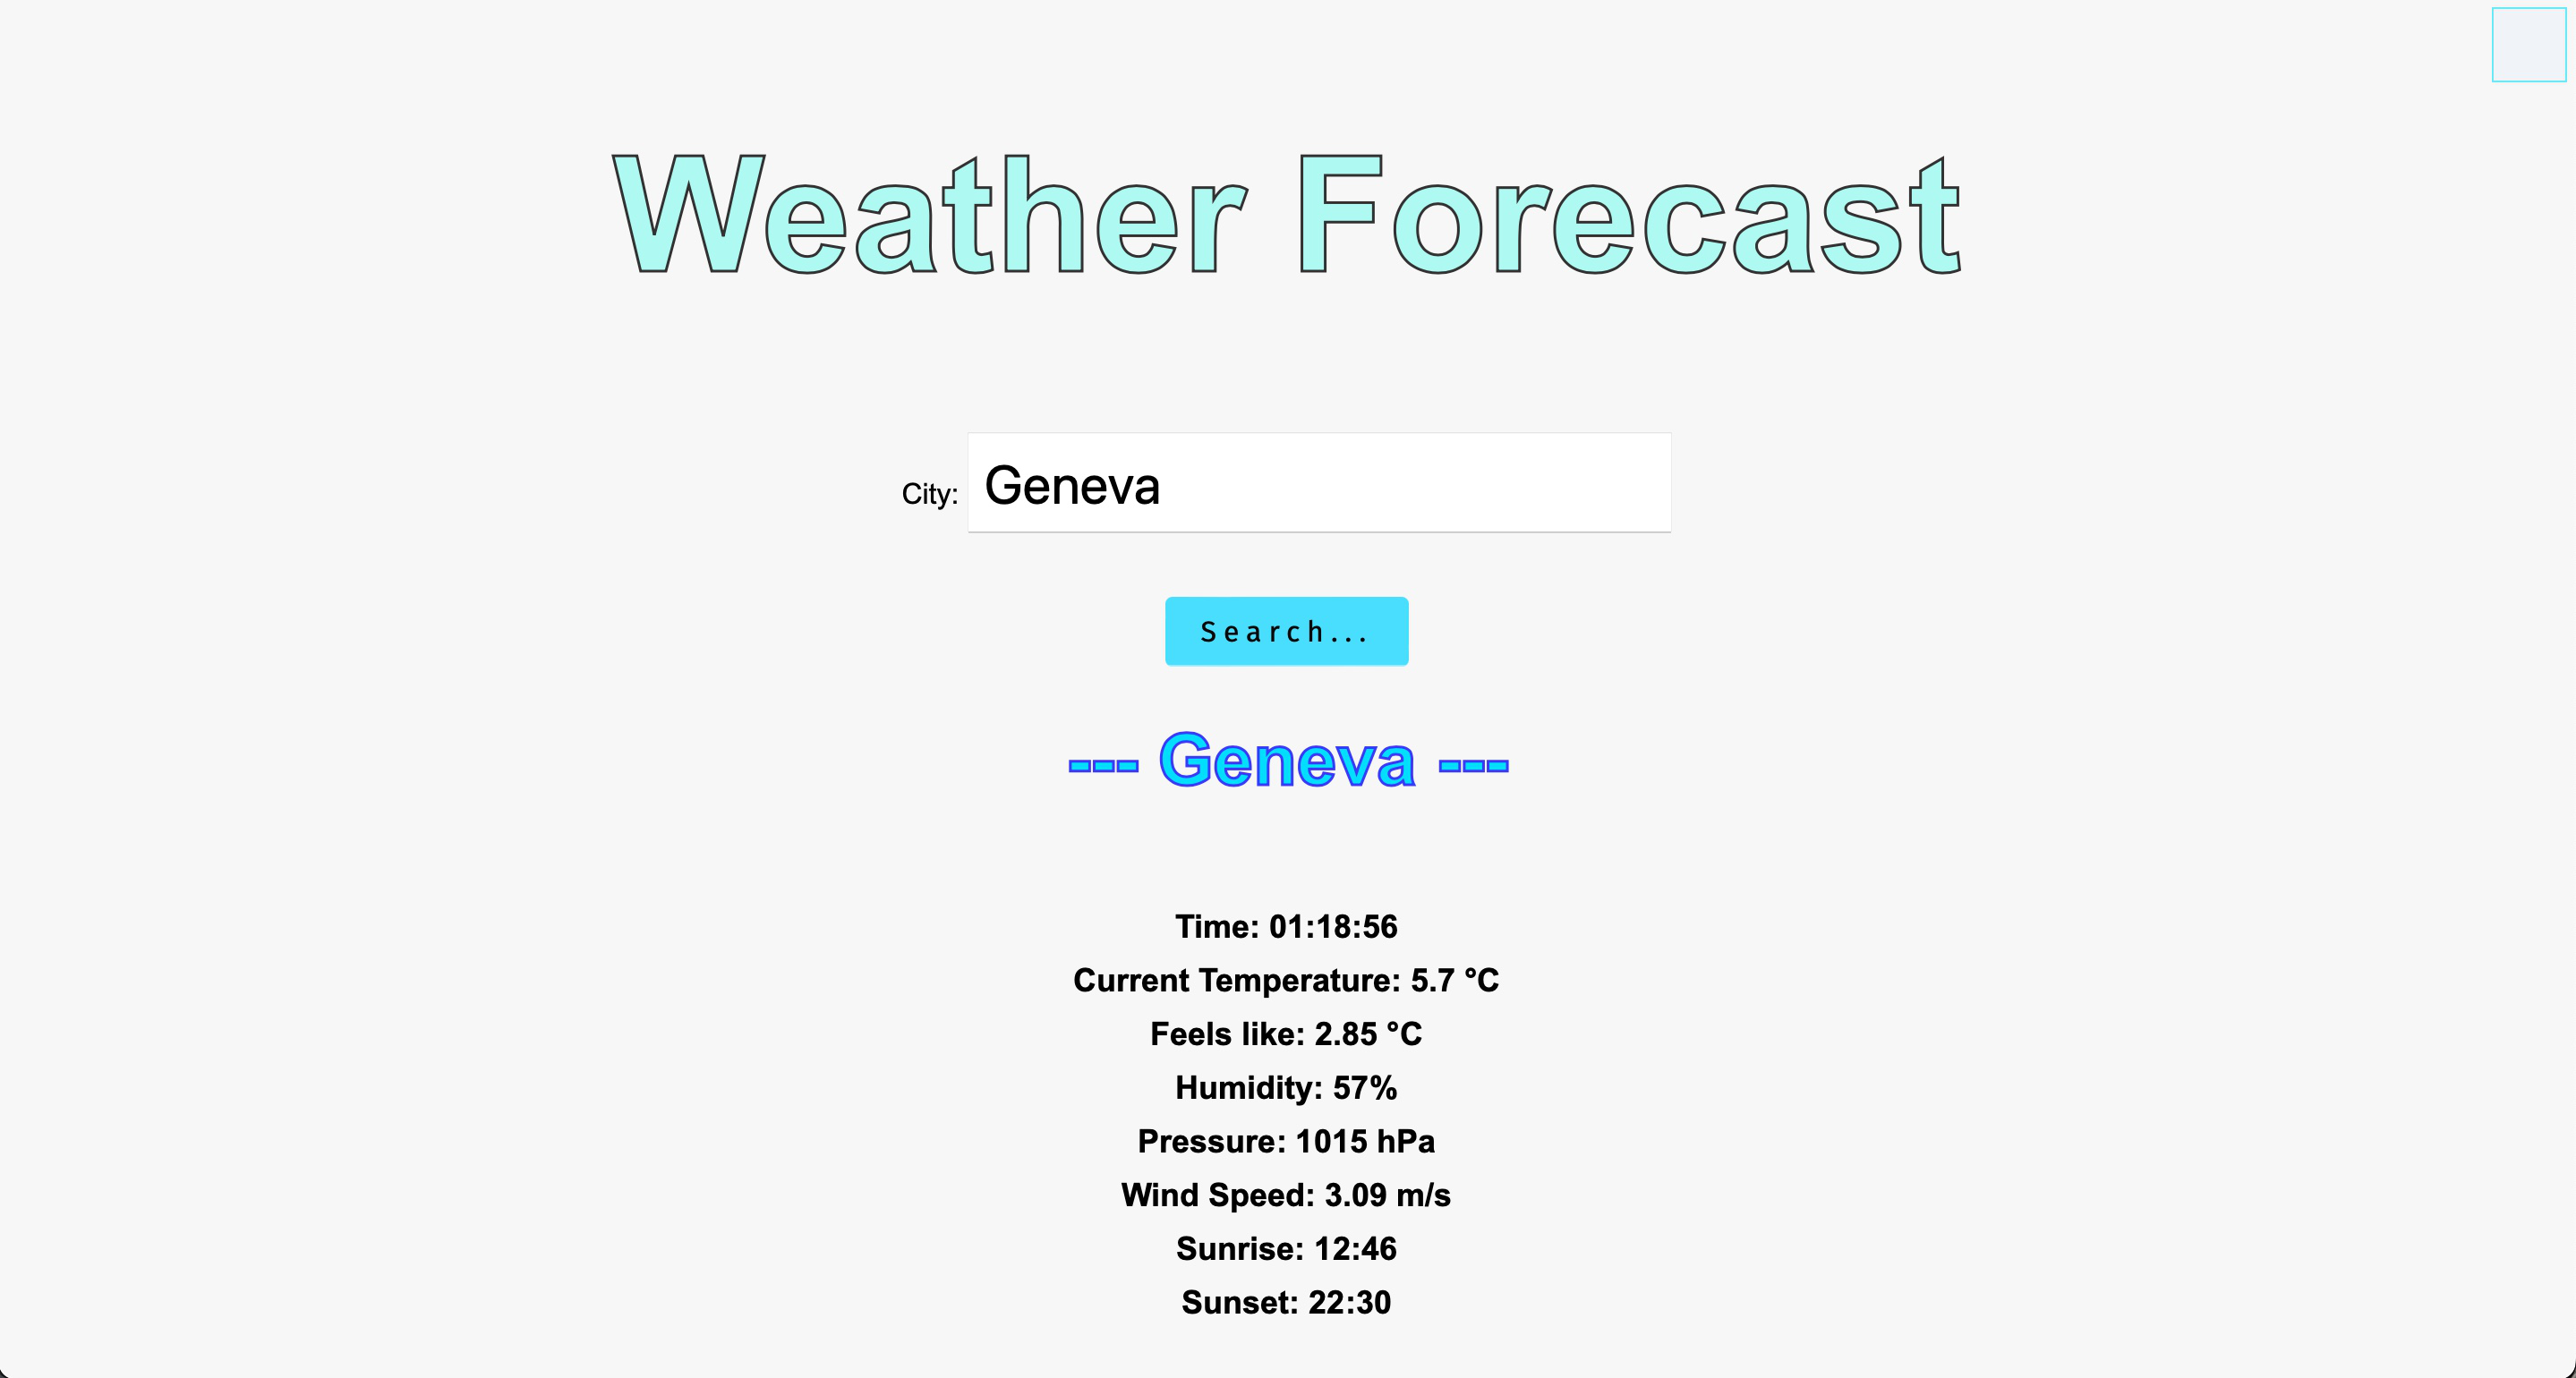 Weather Forecast
City: Geneva
Search...
--- Geneva ---
Time: 01:18:56
Current Temperature: 5.7 °C
Feels like: 2.85 °C
Humidity: 57%
Pressure: 1015 hPa
Wind Speed: 3.09 m/s
Sunrise: 12:46
Sunset: 22:30